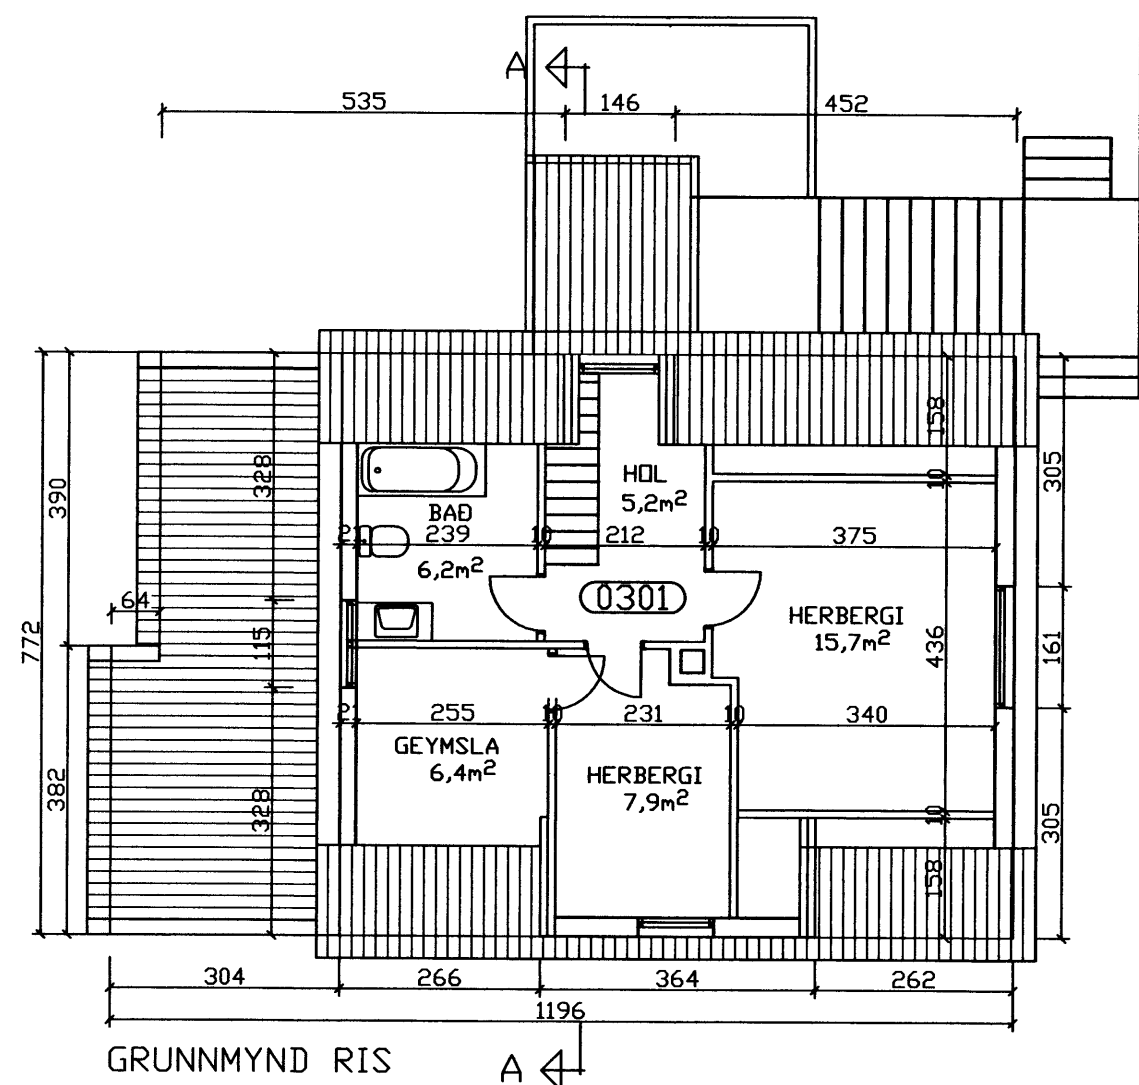 A
535 146 452
158
328
305
HOL
5,2m²
10
390
BAÐ
21 239 10 212 10 375
6,2m²
0301
64
HERBERGI
15,7m²
772
115
436
161
21 255 10 231 10 340
GEYMSLA
6,4m²
HERBERGI
7,9m²
382
328
10
305
158
304 266 364 262
1196
GRUNNMYND RIS
A